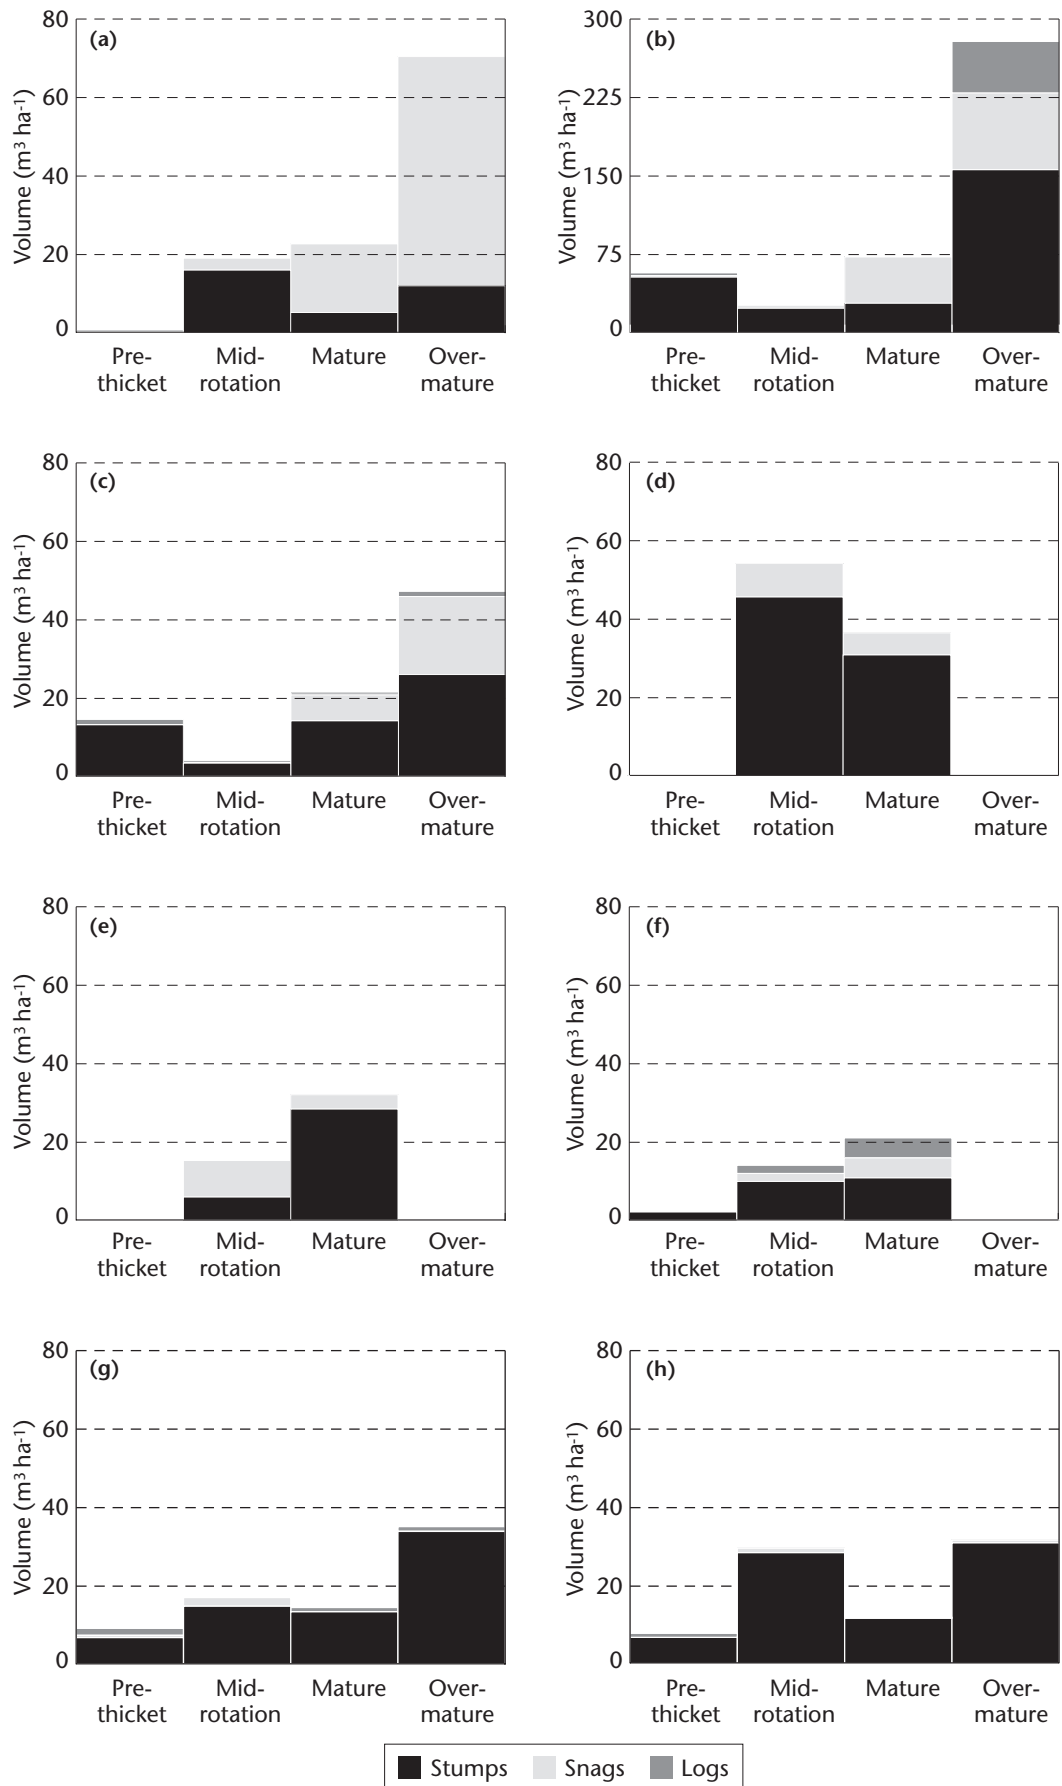 (a)
Volume (m³ ha⁻¹)
80
60
40
20
0
Pre-
thicket
Mid-
rotation
Mature
Over-
mature
(b)
Volume (m³ ha⁻¹)
300
225
150
75
0
Pre-
thicket
Mid-
rotation
Mature
Over-
mature
(c)
Volume (m³ ha⁻¹)
80
60
40
20
0
Pre-
thicket
Mid-
rotation
Mature
Over-
mature
(d)
Volume (m³ ha⁻¹)
80
60
40
20
0
Pre-
thicket
Mid-
rotation
Mature
Over-
mature
(e)
Volume (m³ ha⁻¹)
80
60
40
20
0
Pre-
thicket
Mid-
rotation
Mature
Over-
mature
(f)
Volume (m³ ha⁻¹)
80
60
40
20
0
Pre-
thicket
Mid-
rotation
Mature
Over-
mature
(g)
Volume (m³ ha⁻¹)
80
60
40
20
0
Pre-
thicket
Mid-
rotation
Mature
Over-
mature
(h)
Volume (m³ ha⁻¹)
80
60
40
20
0
Pre-
thicket
Mid-
rotation
Mature
Over-
mature
Stumps Snags Logs